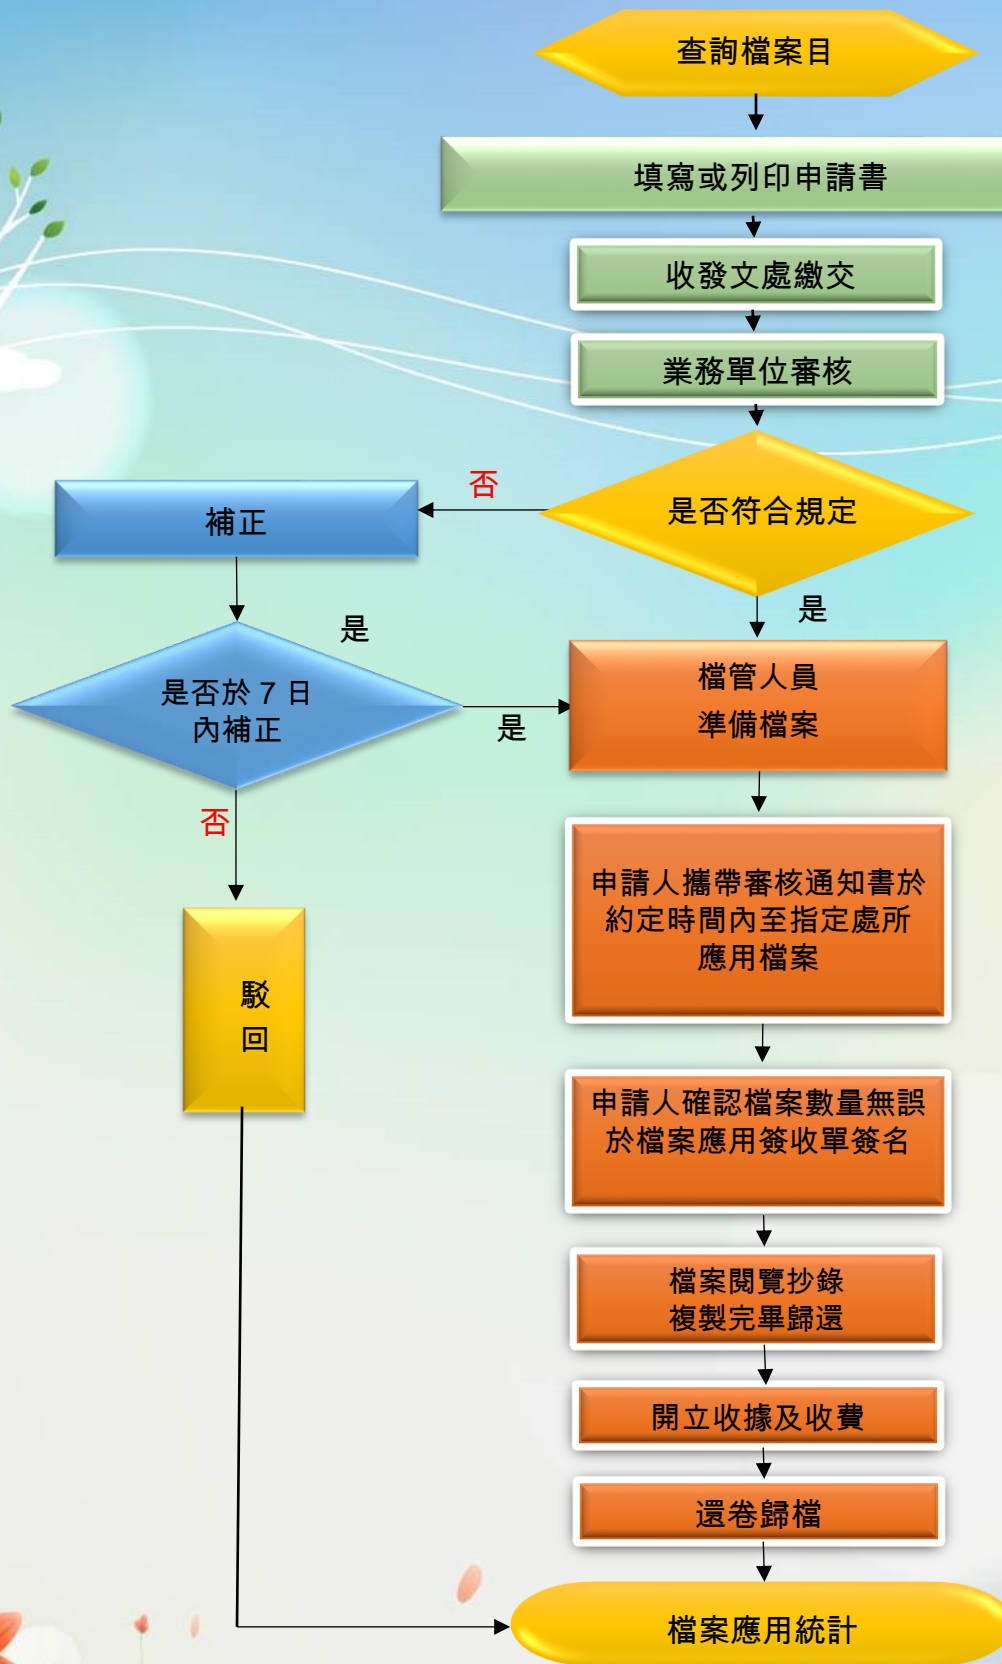 查詢檔案目
填寫或列印申請書
收發文處繳交
業務單位審核
否
是否符合規定
補正
是
是
是否於7日
內補正
是
檔管人員
準備檔案
否
申請人攜帶審核通知書於
約定時間內至指定處所
應用檔案
駁
回
申請人確認檔案數量無誤
於檔案應用簽收單簽名
檔案閱覽抄錄
複製完畢歸還
開立收據及收費
還卷歸檔
檔案應用統計